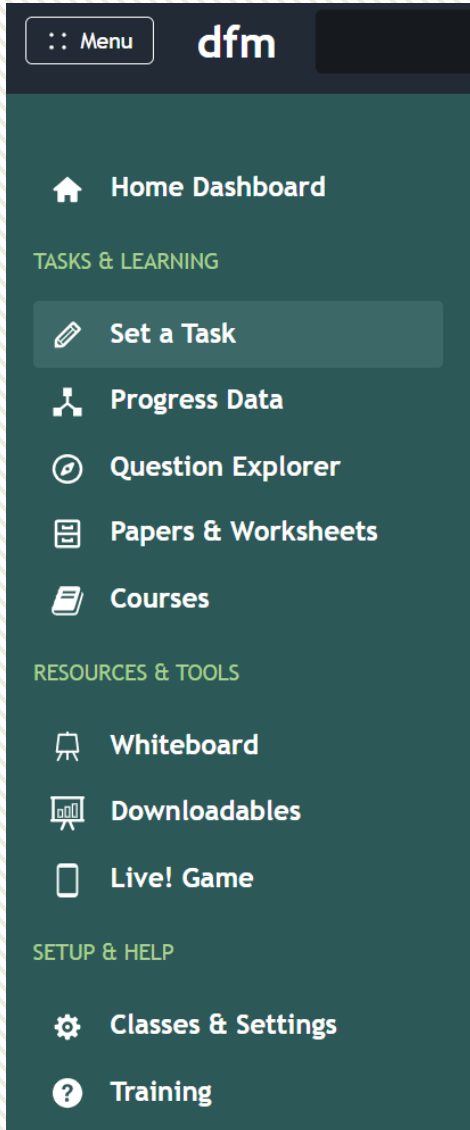 :: Menu dfm
Home Dashboard
TASKS & LEARNING
Set a Task
Progress Data
Question Explorer
Papers & Worksheets
Courses
RESOURCES & TOOLS
Whiteboard
Downloadables
Live! Game
SETUP & HELP
Classes & Settings
Training